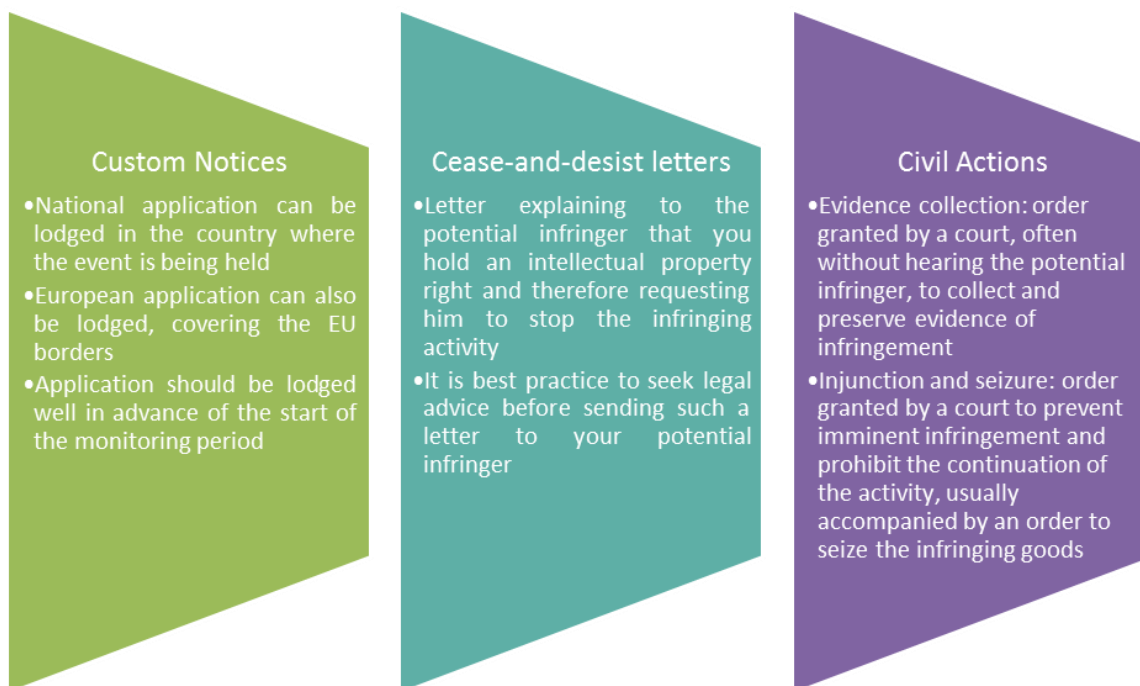 Custom Notices
•National application can be
lodged in the country where
the event is being held
•European application can also
be lodged, covering the EU
borders
•Application should be lodged
well in advance of the start of
the monitoring period
Cease-and-desist letters
•Letter explaining to the
potential infringer that you
hold an intellectual property
right and therefore requesting
him to stop the infringing
activity
•It is best practice to seek legal
advice before sending such a
letter to your potential
infringer
Civil Actions
•Evidence collection: order
granted by a court, often
without hearing the potential
infringer, to collect and
preserve evidence of
infringement
•Injunction and seizure: order
granted by a court to prevent
imminent infringement and
prohibit the continuation of
the activity, usually
accompanied by an order to
seize the infringing goods